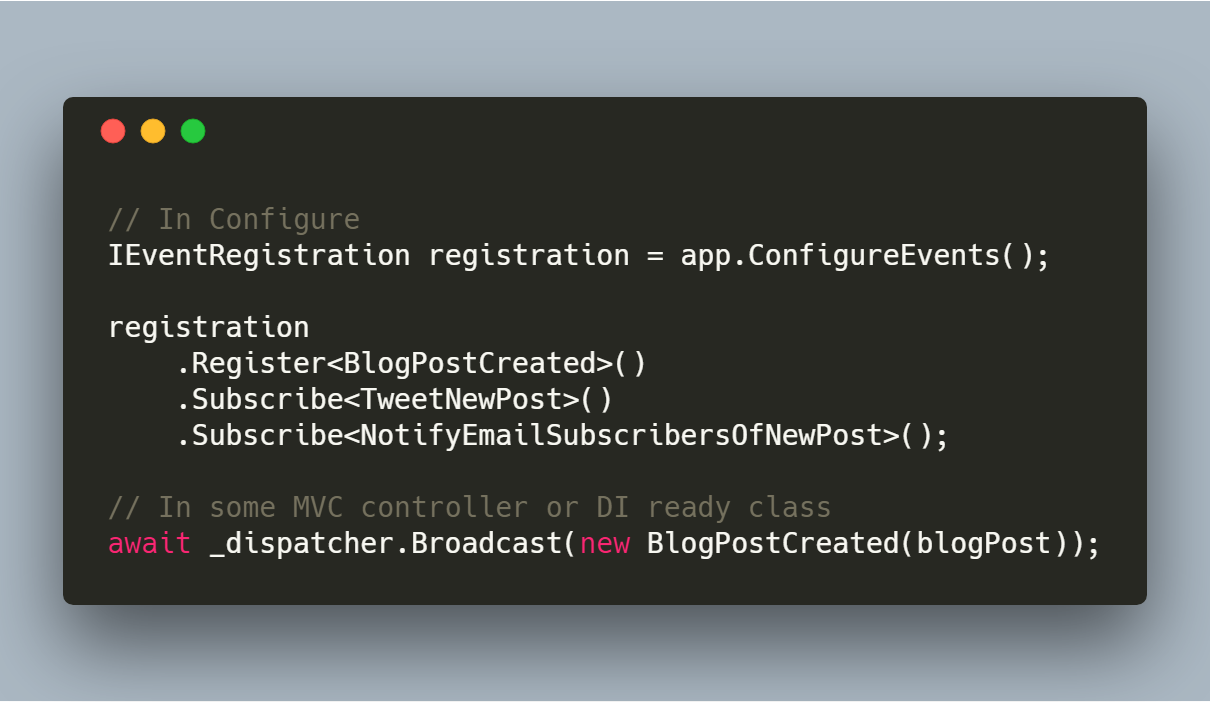 // In Configure
IEventRegistration registration = app.ConfigureEvents();
registration
    .Register<BlogPostCreated>()
    .Subscribe<TweetNewPost>()
    .Subscribe<NotifyEmailSubscribersOfNewPost>();
// In some MVC controller or DI ready class
await _dispatcher.Broadcast(new BlogPostCreated(blogPost));